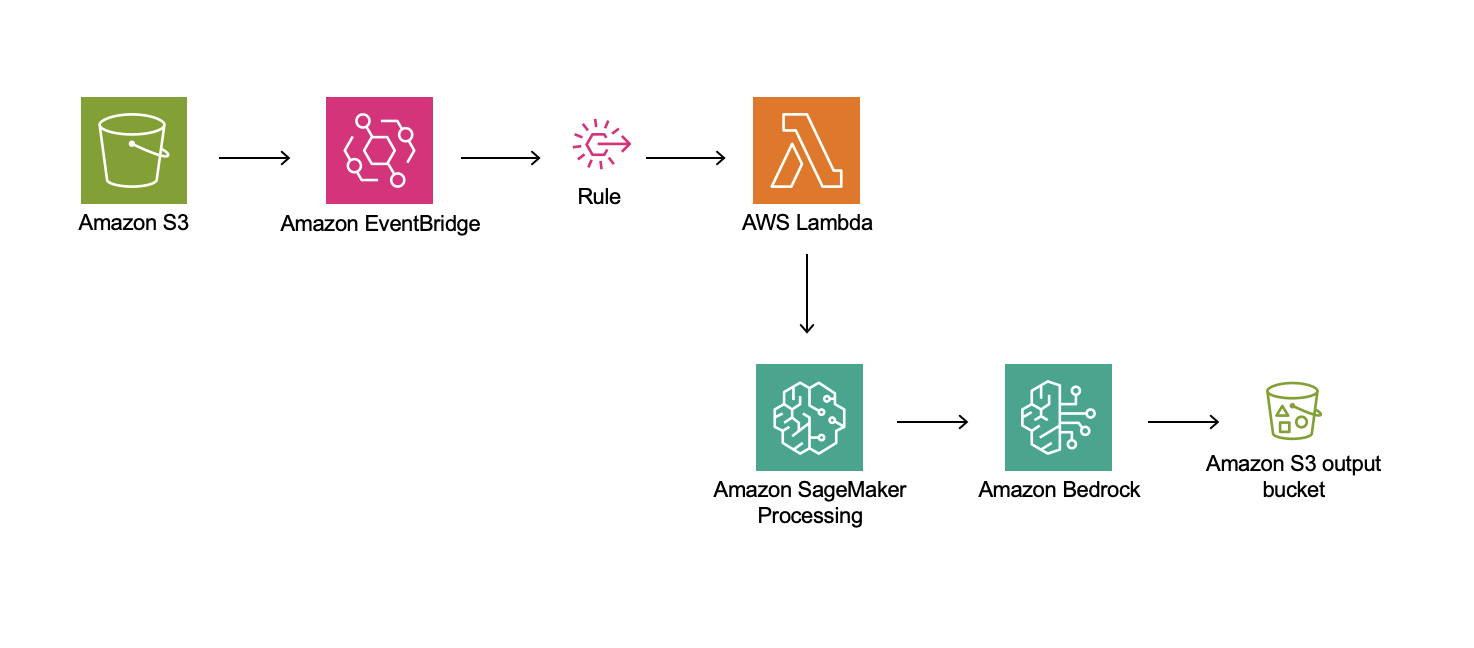 Amazon S3
Amazon EventBridge
Rule
AWS Lambda
Amazon SageMaker
Processing
Amazon Bedrock
Amazon S3 output
bucket